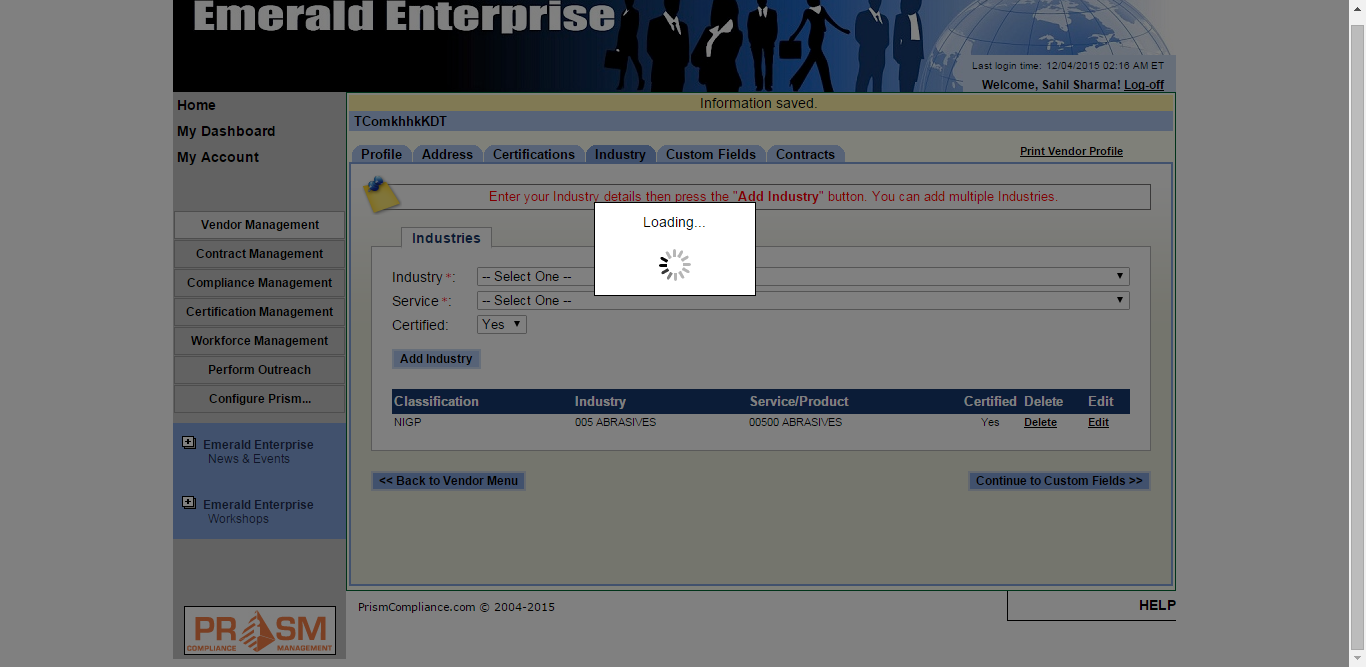 Emerald Enterprise
Last login time: 12/04/2015 02:16 AM ET
Welcome, Sahil Sharma! Log-off
Home
My Dashboard
My Account
Vendor Management
Contract Management
Compliance Management
Certification Management
Workforce Management
Perform Outreach
Configure Prism...
Emerald Enterprise
News & Events
Emerald Enterprise
Workshops
PRISM
COMPLIANCE MANAGEMENT
Information saved.
TComkhhkKDT
Profile Address Certifications Industry Custom Fields Contracts
Print Vendor Profile
Enter your Industry details then press the "Add Industry" button. You can add multiple Industries.
Loading...
Industries
Industry*: -- Select One --
Service*: -- Select One --
Certified: Yes
Add Industry
Classification Industry Service/Product Certified Delete Edit
NIGP 005 ABRASIVES 00500 ABRASIVES Yes Delete Edit
<< Back to Vendor Menu Continue to Custom Fields >>
PrismCompliance.com © 2004-2015
HELP